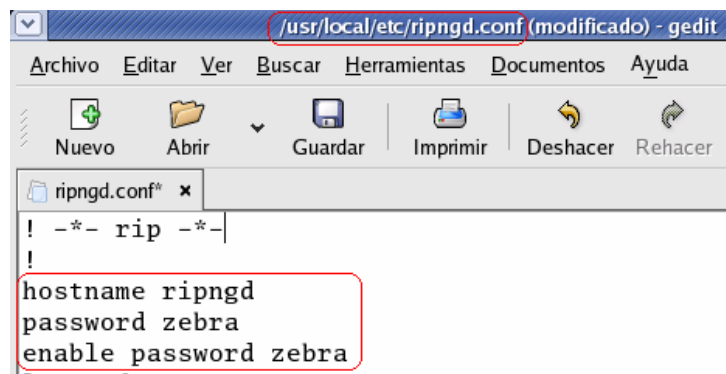 /usr/local/etc/ripngd.conf (modificado) - gedit
Archivo Editar Ver Buscar Herramientas Documentos Ayuda
Nuevo Abrir Guardar Imprimir Deshacer Rehacer
ripngd.conf*
! -*- rip -*-
!
hostname ripngd
password zebra
enable password zebra